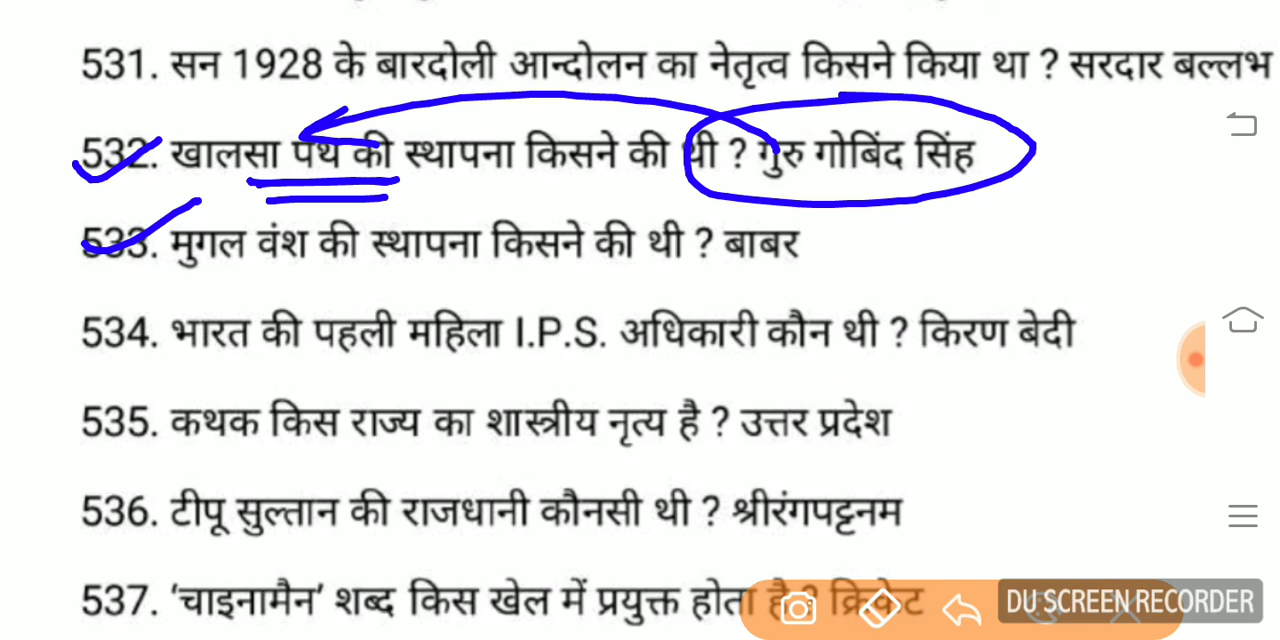 531. सन 1928 के बारदोली आन्दोलन का नेतृत्व किसने किया था ? सरदार बल्लभ
532. खालसा पंथ की स्थापना किसने की थी ? गुरु गोबिंद सिंह
533. मुगल वंश की स्थापना किसने की थी ? बाबर
534. भारत की पहली महिला I.P.S. अधिकारी कौन थी ? किरण बेदी
535. कथक किस राज्य का शास्त्रीय नृत्य है ? उत्तर प्रदेश
536. टीपू सुल्तान की राजधानी कौनसी थी ? श्रीरंगपट्टनम
537. ‘चाइनामैन’ शब्द किस खेल में प्रयुक्त होता है ? क्रिकेट
DU SCREEN RECORDER